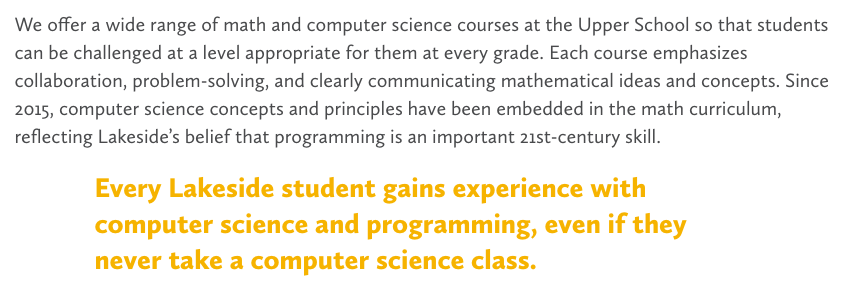 We offer a wide range of math and computer science courses at the Upper School so that students
can be challenged at a level appropriate for them at every grade. Each course emphasizes
collaboration, problem-solving, and clearly communicating mathematical ideas and concepts. Since
2015, computer science concepts and principles have been embedded in the math curriculum,
reflecting Lakeside’s belief that programming is an important 21st-century skill.
Every Lakeside student gains experience with
computer science and programming, even if they
never take a computer science class.